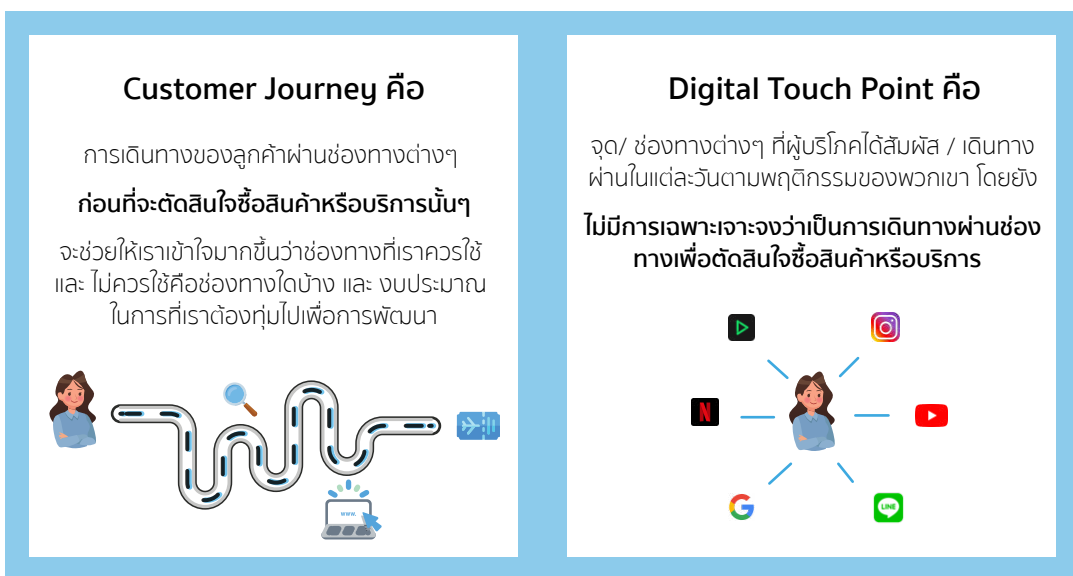 Customer Journey คือ
การเดินทางของลูกค้าผ่านช่องทางต่างๆ
ก่อนที่จะตัดสินใจซื้อสินค้าหรือบริการนั้นๆ
จะช่วยให้เราเข้าใจมากขึ้นว่าช่องทางที่เราควรใช้
และ ไม่ควรใช้คือช่องทางใดบ้าง และ งบประมาณ
ในการที่เราต้องทุ่มไปเพื่อการพัฒนา
www.
Digital Touch Point คือ
จุด/ ช่องทางต่างๆ ที่ผู้บริโภคได้สัมผัส / เดินทาง
ผ่านในแต่ละวันตามพฤติกรรมของพวกเขา โดยยัง
ไม่มีการเฉพาะเจาะจงว่าเป็นการเดินทางผ่านช่อง
ทางเพื่อตัดสินใจซื้อสินค้าหรือบริการ
N
G
LINE